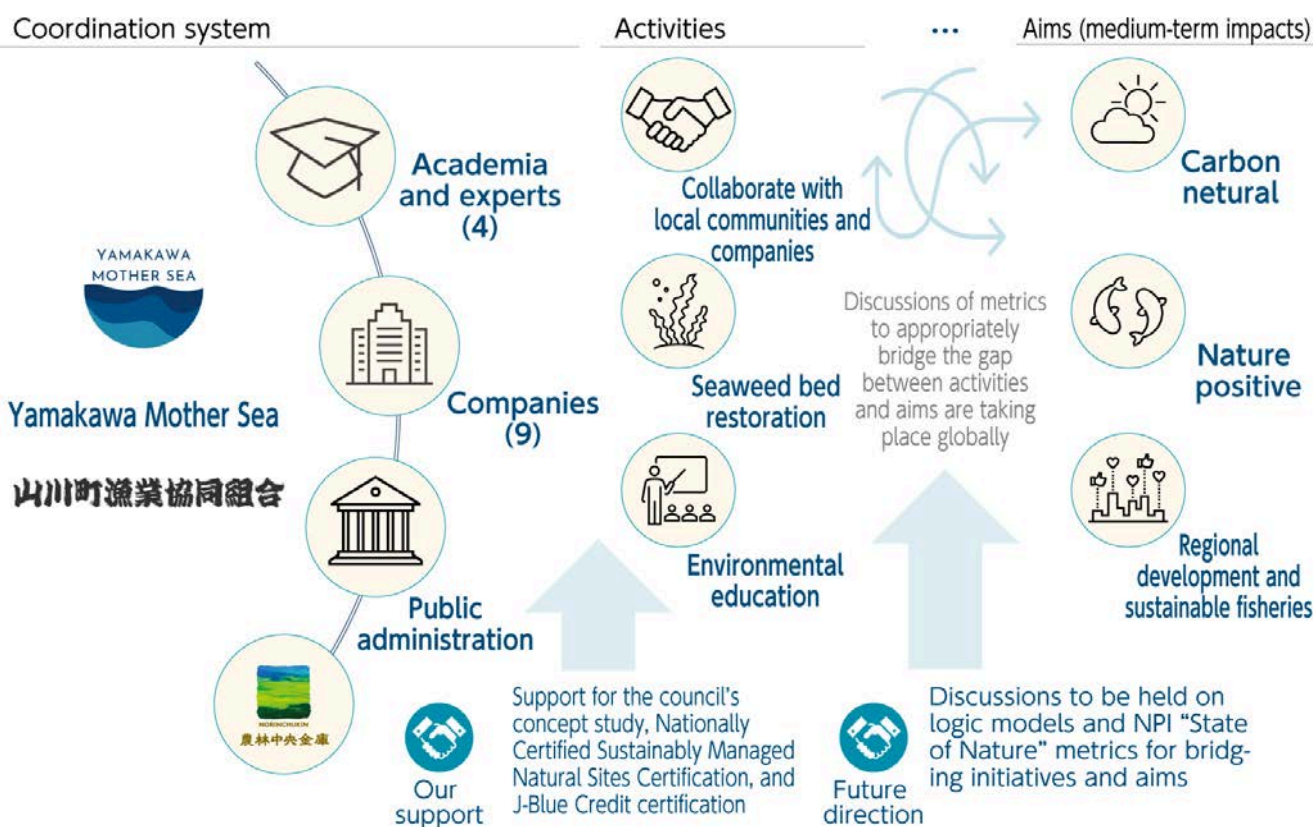 Coordination system
Activities
...
Aims (medium-term impacts)
YAMAKAWA
MOTHER SEA
Yamakawa Mother Sea
山川町漁業協同組合
Academia
and experts
(4)
Companies
(9)
Public
administration
NORINCHUKIN
農林中央金庫
Collaborate with
local communities and
companies
Seaweed bed
restoration
Environmental
education
Discussions of metrics
to appropriately
bridge the gap
between activities
and aims are taking
place globally
Carbon
netural
Nature
positive
Regional
development and
sustainable fisheries
Our
support
Support for the council's
concept study, Nationally
Certified Sustainably Managed
Natural Sites Certification, and
J-Blue Credit certification
Future
direction
Discussions to be held on
logic models and NPI “State
of Nature” metrics for bridg-
ing initiatives and aims